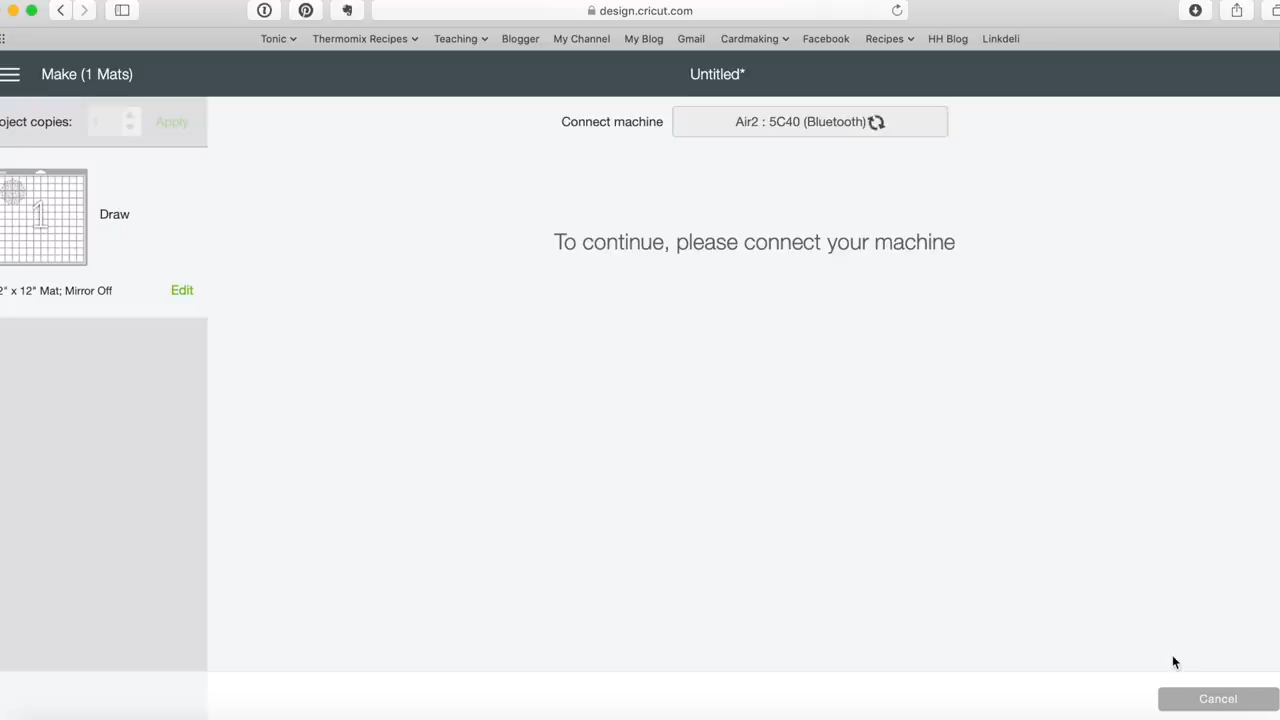 design.cricut.com
Tonic Thermomix Recipes Teaching Blogger My Channel My Blog Gmail Cardmaking Facebook Recipes HH Blog Linkdeli
Make (1 Mats) Untitled*
oject copies: Apply Connect machine Air2 : 5C40 (Bluetooth)
1
Draw
To continue, please connect your machine
2" x 12" Mat; Mirror Off Edit
Cancel